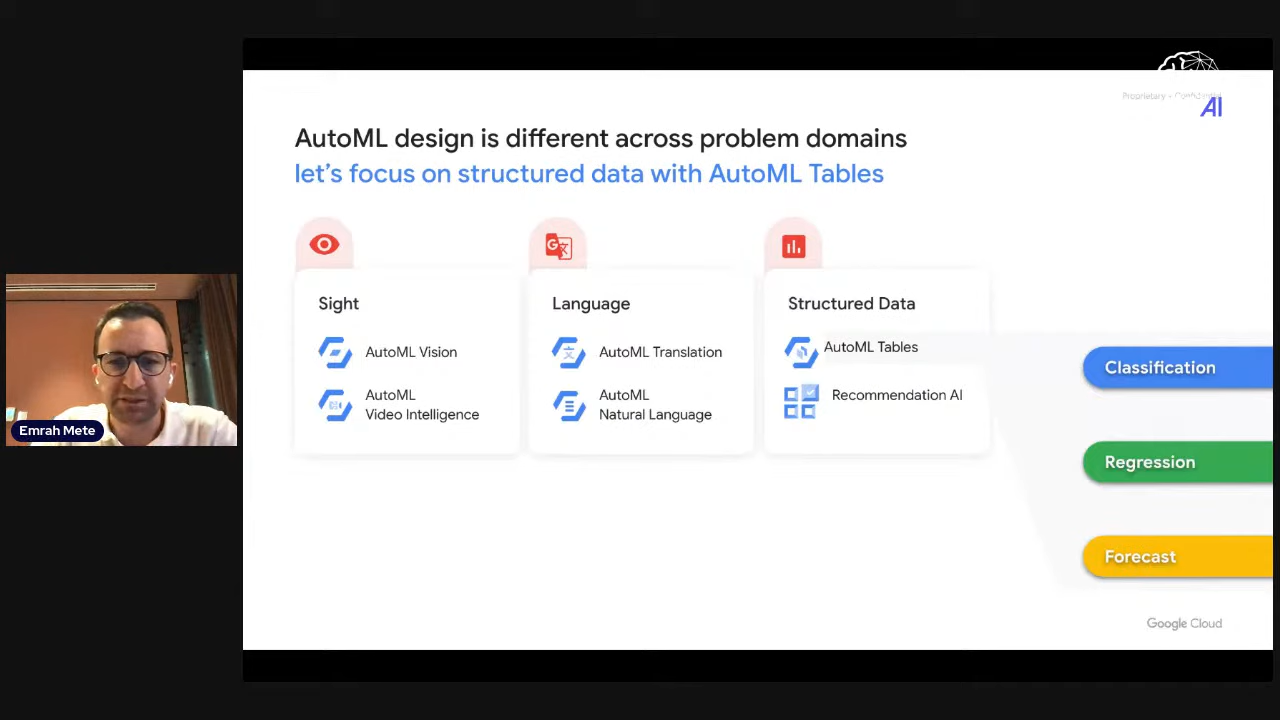 Proprietary + Confidential
AI
AutoML design is different across problem domains
let's focus on structured data with AutoML Tables
Sight
AutoML Vision
AutoML
Video Intelligence
Language
AutoML Translation
AutoML
Natural Language
Structured Data
AutoML Tables
Recommendation AI
Classification
Regression
Forecast
Emrah Mete
Google Cloud